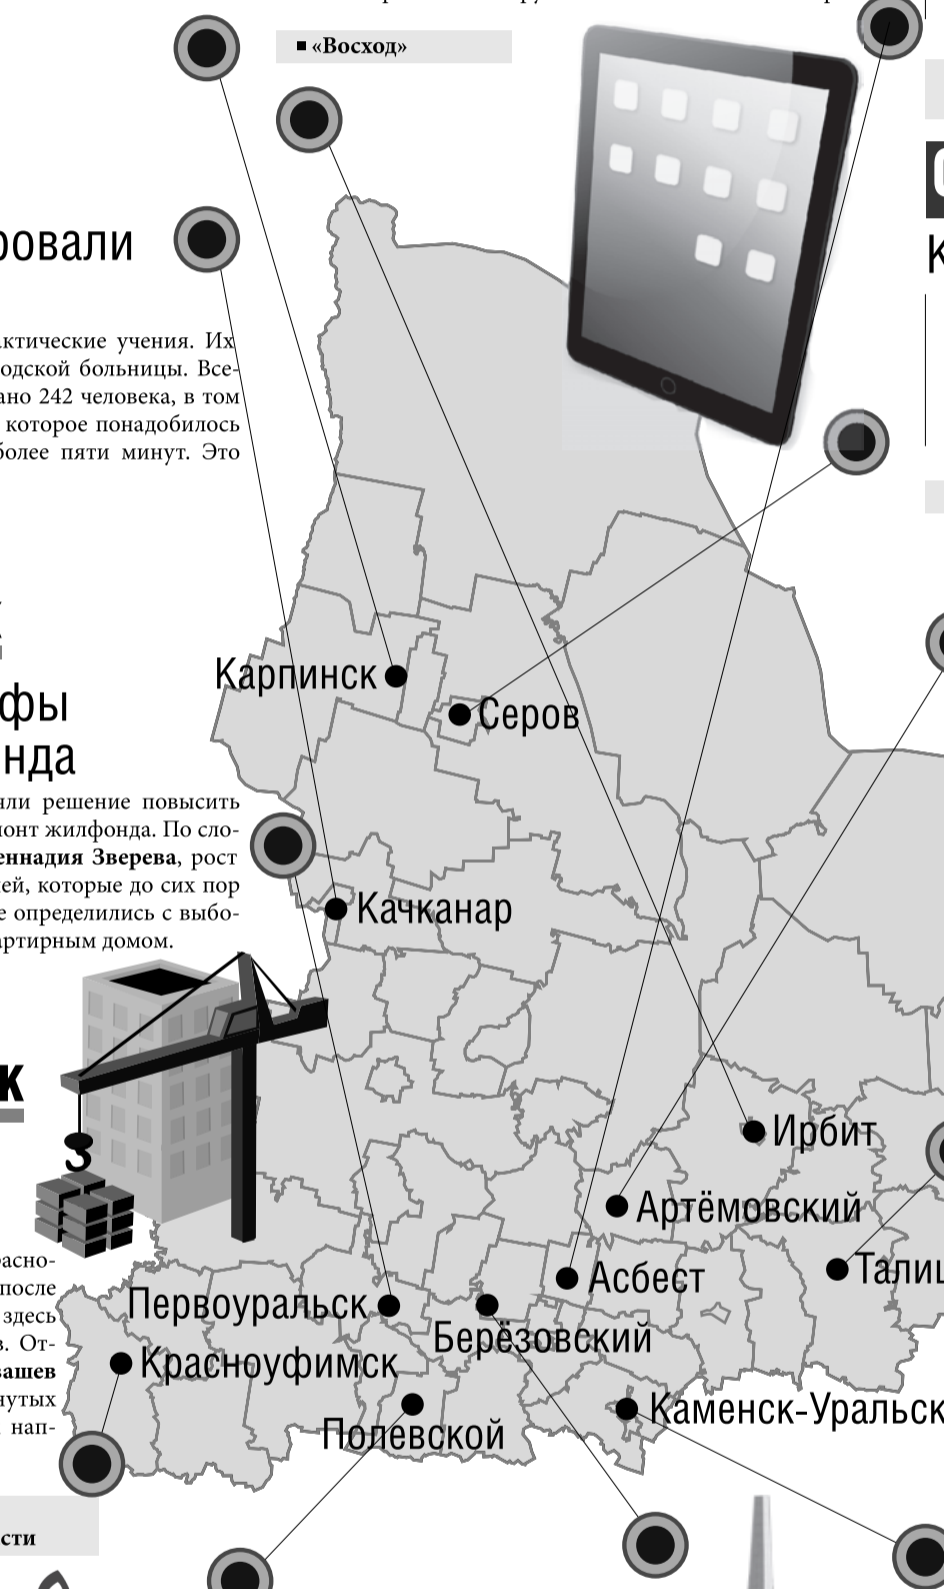 «Восход»
ровали
актические учения. Их
одской больницы. Все-
ано 242 человека, в том
которое понадобилось
более пяти минут. Это
фы
нда
яли решение повысить
монт жилфонда. По сло-
еннадия Зверева, рост
ей, которые до сих пор
е определились с выбо-
артирным домом.
к
расно-
после
здесь
в. От-
вашев
нутых
нап-
сти
Карпинск
Серов
Качканар
Ирбит
Артёмовский
Асбест
Талиц
Первоуральск
Берёзовский
Красноуфимск
Каменск-Уральск
Полевской